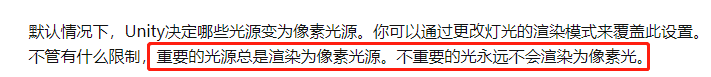 默认情况下，Unity决定哪些光源变为像素光源。你可以通过更改灯光的渲染模式来覆盖此设置。
不管有什么限制，重要的光源总是渲染为像素光源。不重要的光永远不会渲染为像素光。